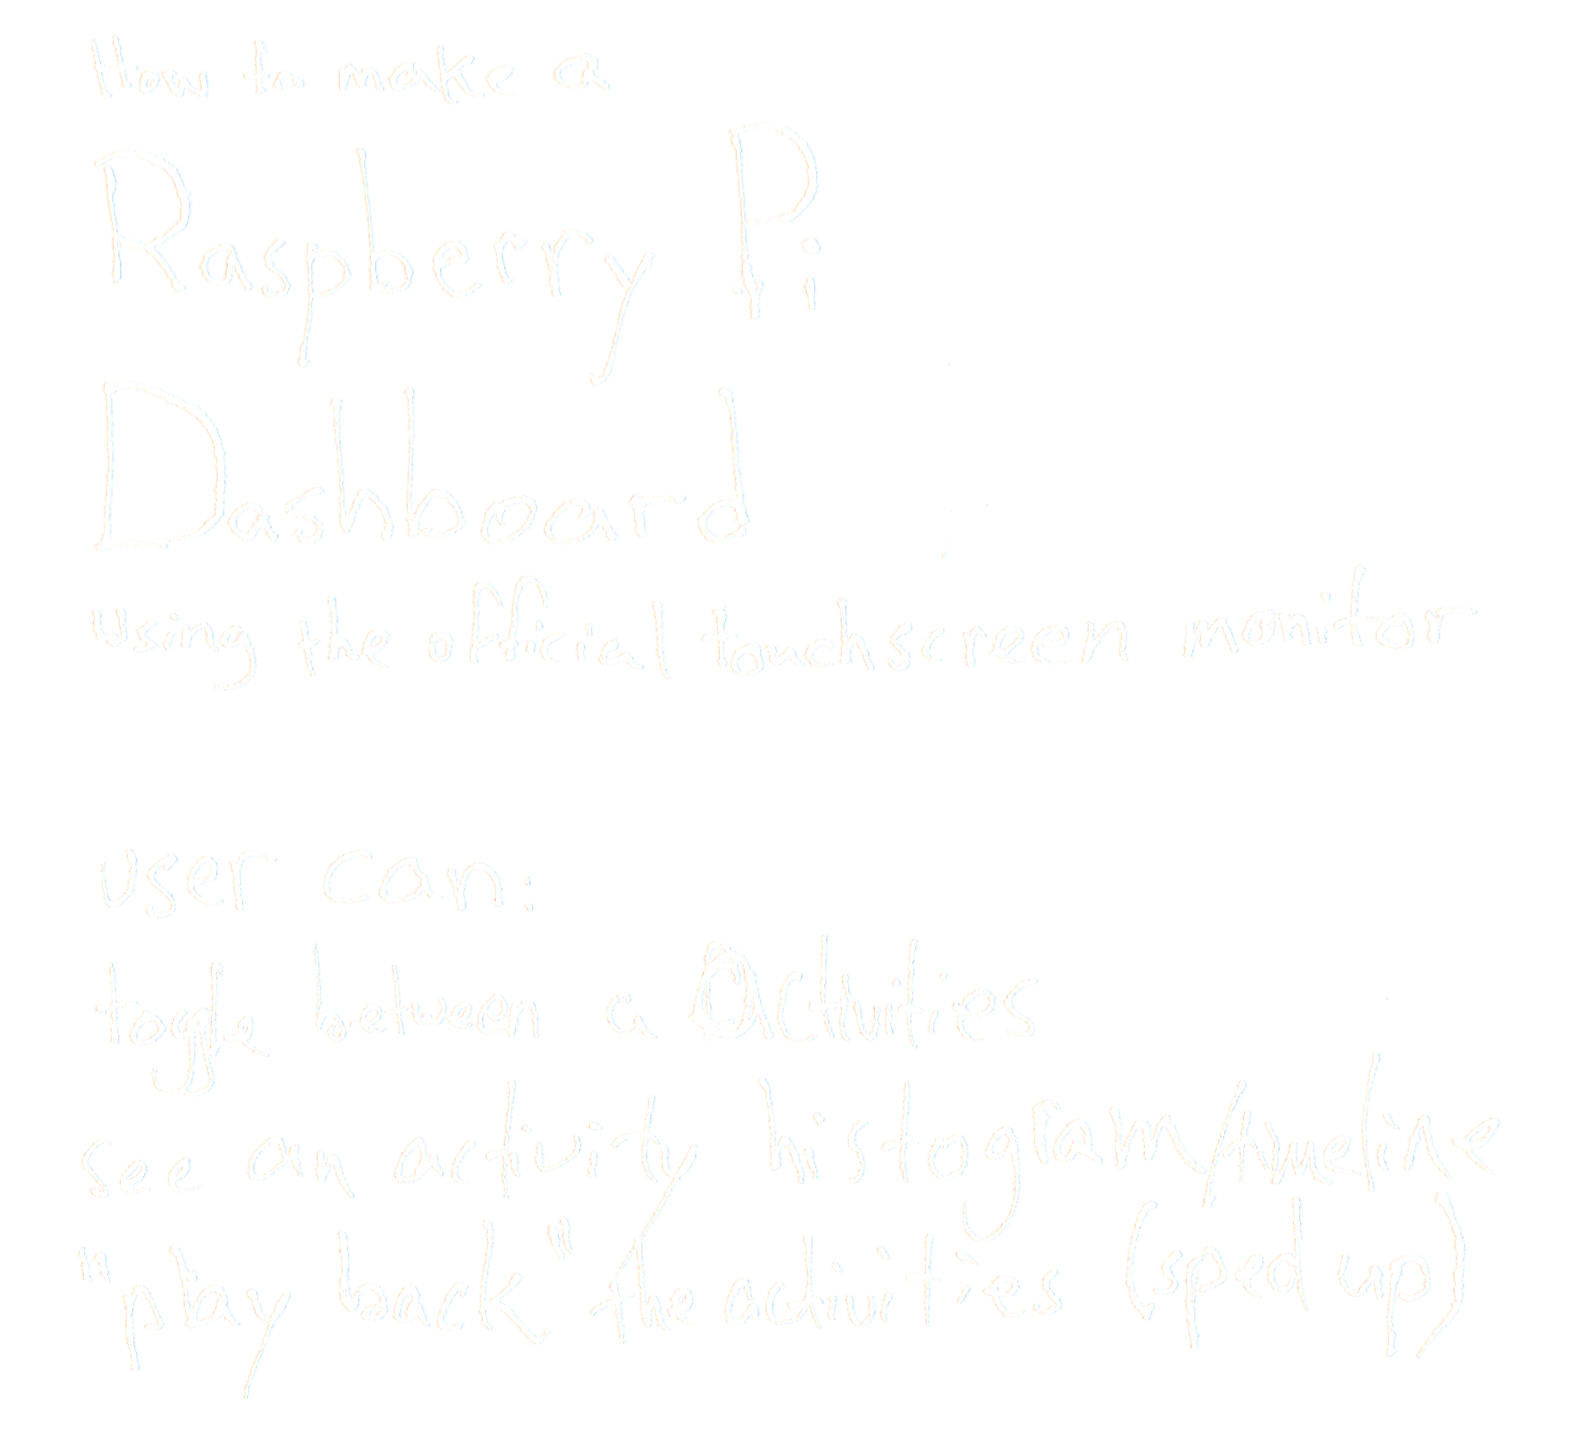 How to make a
Raspberry Pi
Dashboard
using the official touchscreen monitor
user can:
toggle between a activities
see an activity histogram/timeline
"play back" the activities (sped up)